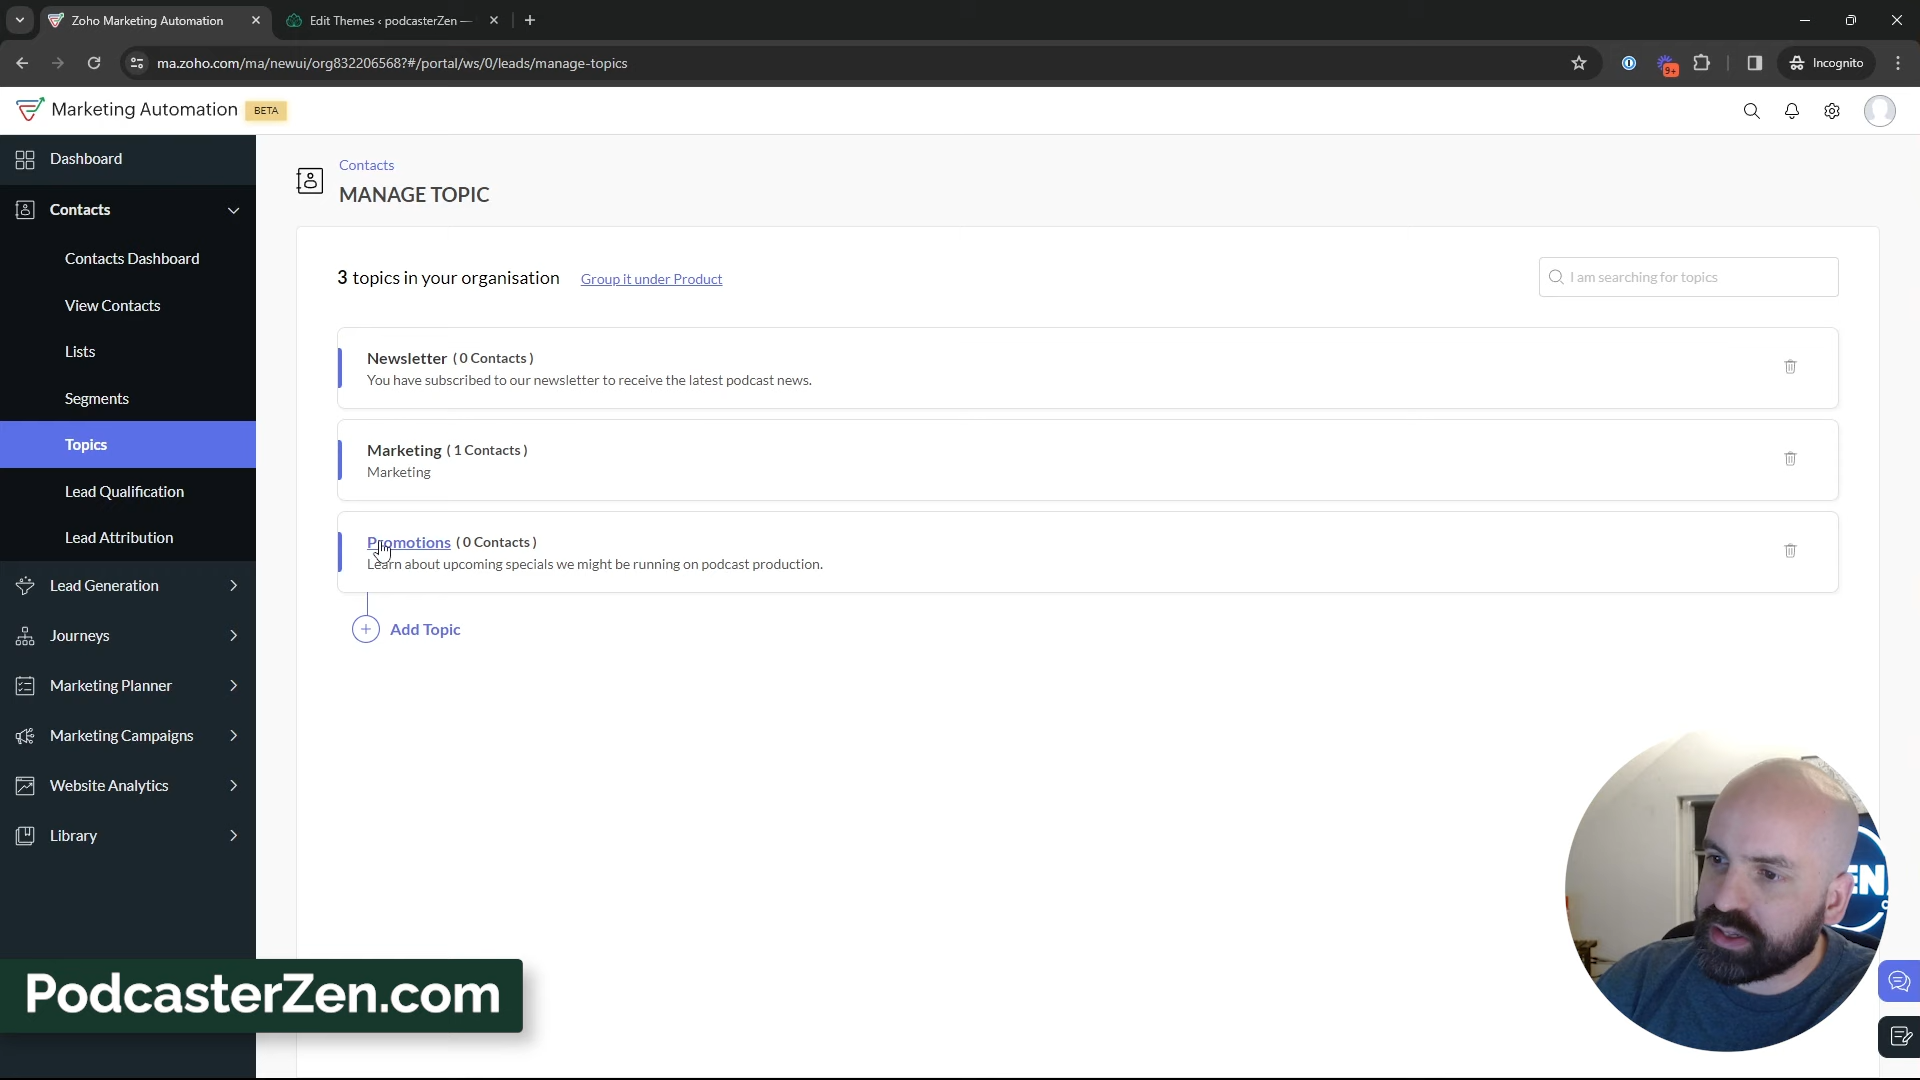 Zoho Marketing Automation
Edit Themes ‹ podcasterZen —
ma.zoho.com/ma/newui/org832206568?#/portal/ws/0/leads/manage-topics
9+
Incognito
Marketing Automation BETA
Dashboard
Contacts
Contacts Dashboard
View Contacts
Lists
Segments
Topics
Lead Qualification
Lead Attribution
Lead Generation
Journeys
Marketing Planner
Marketing Campaigns
Website Analytics
Library
Contacts
MANAGE TOPIC
3 topics in your organisation Group it under Product
I am searching for topics
Newsletter (0 Contacts)
You have subscribed to our newsletter to receive the latest podcast news.
Marketing (1 Contacts)
Marketing
Promotions (0 Contacts)
Learn about upcoming specials we might be running on podcast production.
+ Add Topic
PodcasterZen.com